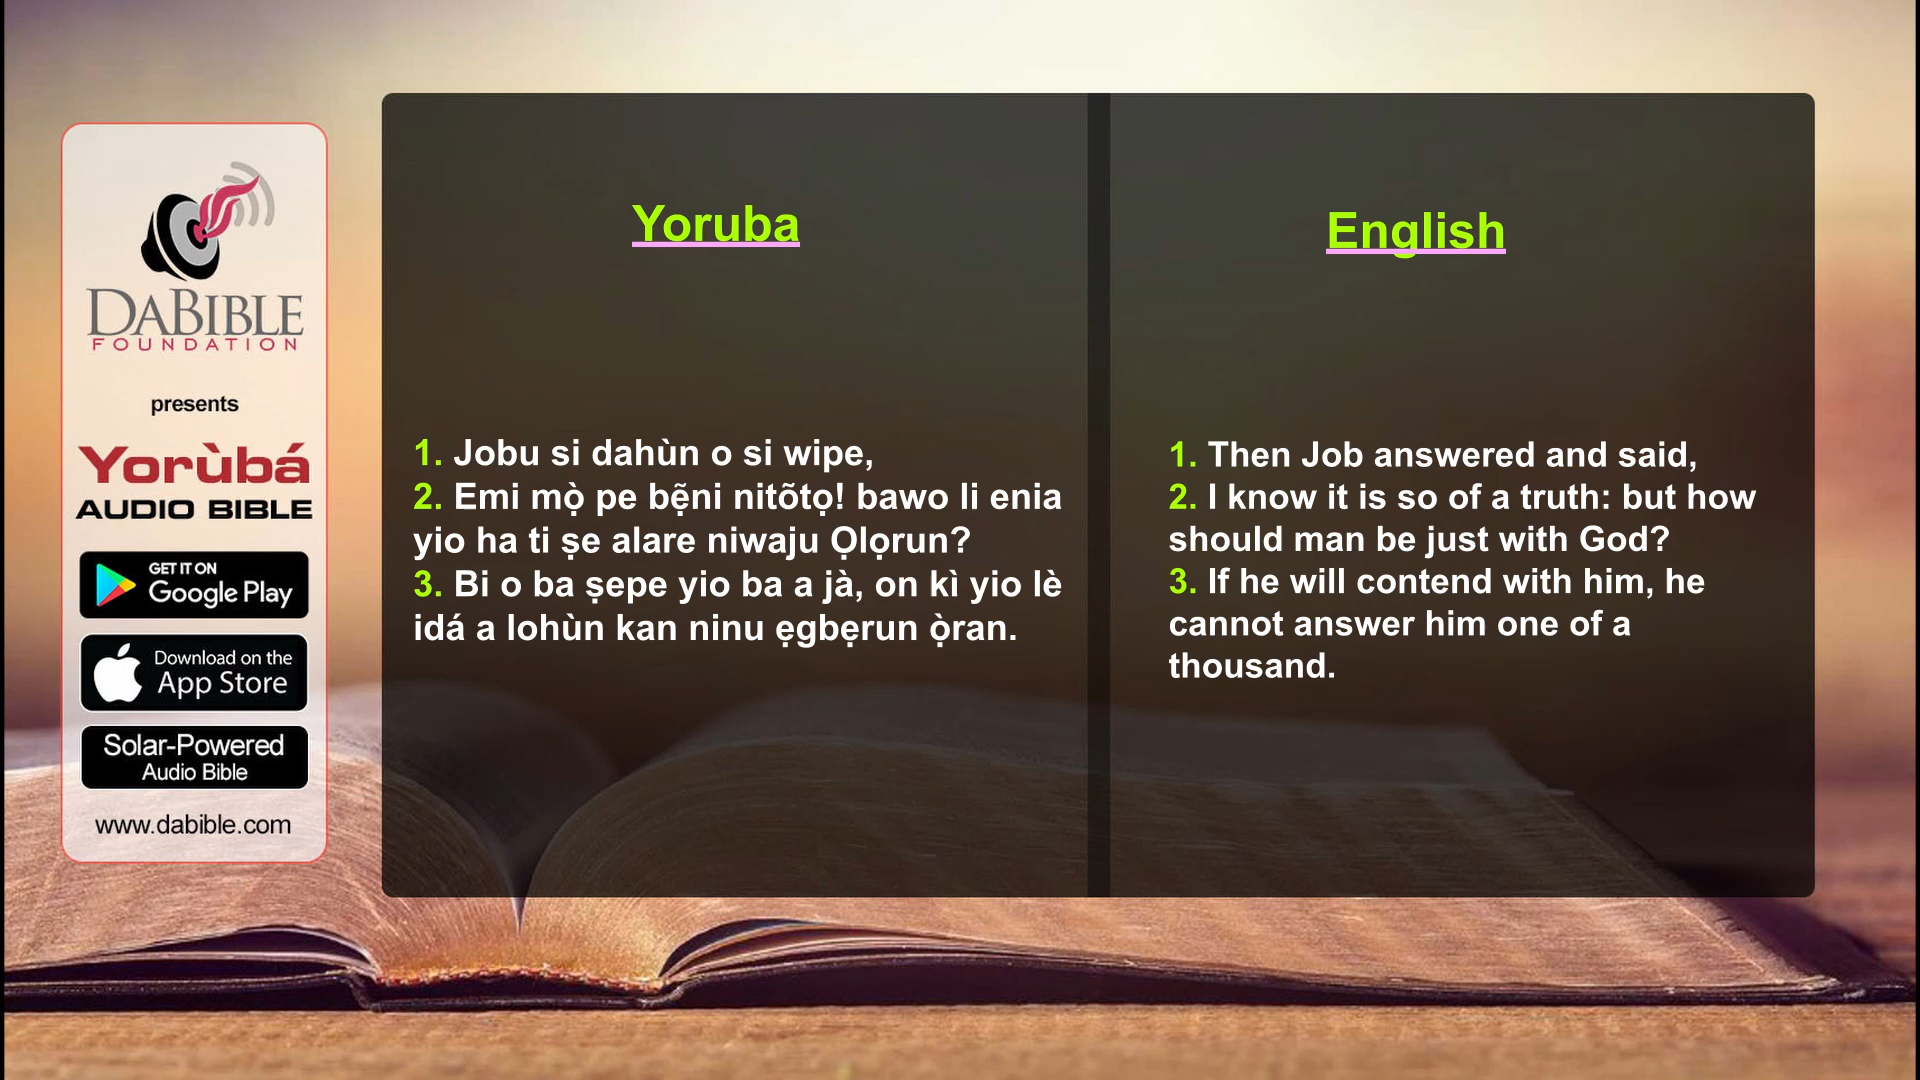 DABIBLE
FOUNDATION
presents
Yorùbá
AUDIO BIBLE
GET IT ON
Google Play
Download on the
App Store
Solar-Powered
Audio Bible
www.dabible.com
Yoruba
1. Jobu si dahùn o si wipe,
2. Emi mọ̀ pe bẹ̃ni nitõtọ! bawo li enia
yio ha ti ṣe alare niwaju Ọlọrun?
3. Bi o ba ṣepe yio ba a jà, on kì yio lè
idá a lohùn kan ninu ẹgbẹrun ọ̀ran.
English
1. Then Job answered and said,
2. I know it is so of a truth: but how
should man be just with God?
3. If he will contend with him, he
cannot answer him one of a
thousand.